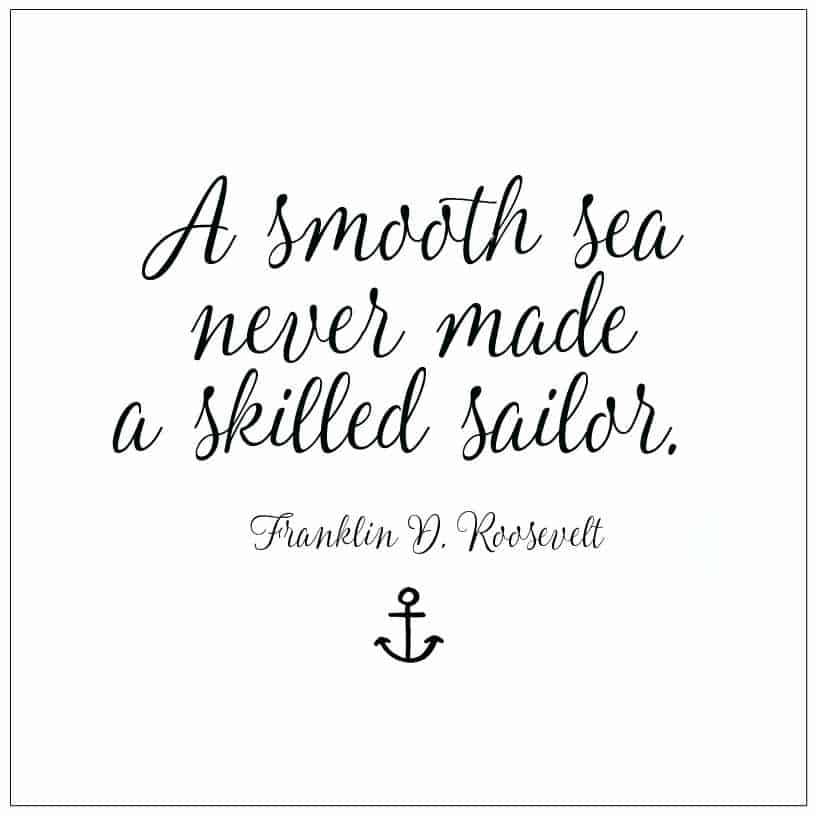 A smooth sea
never made
a skilled sailor.
Franklin D. Roosevelt